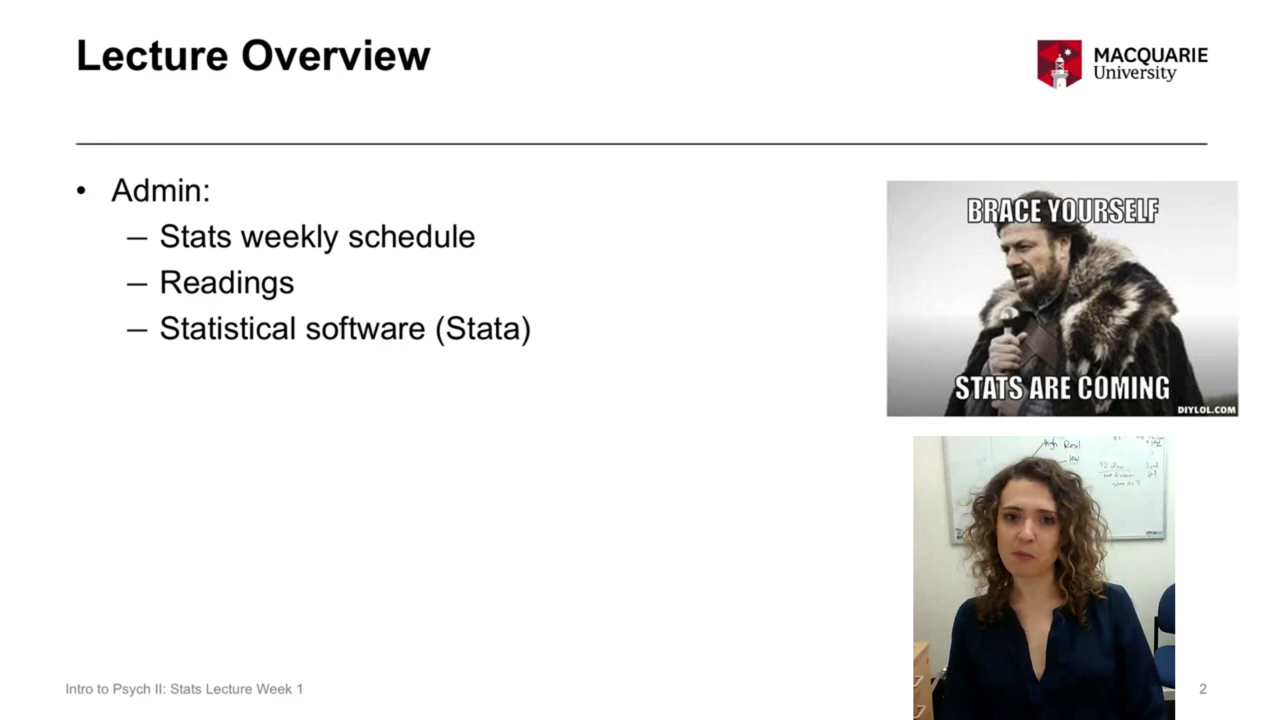 Lecture Overview
MACQUARIE
University
• Admin:
– Stats weekly schedule
– Readings
– Statistical software (Stata)
BRACE YOURSELF
STATS ARE COMING
DIYLOL.COM
High
Intro to Psych II: Stats Lecture Week 1
2